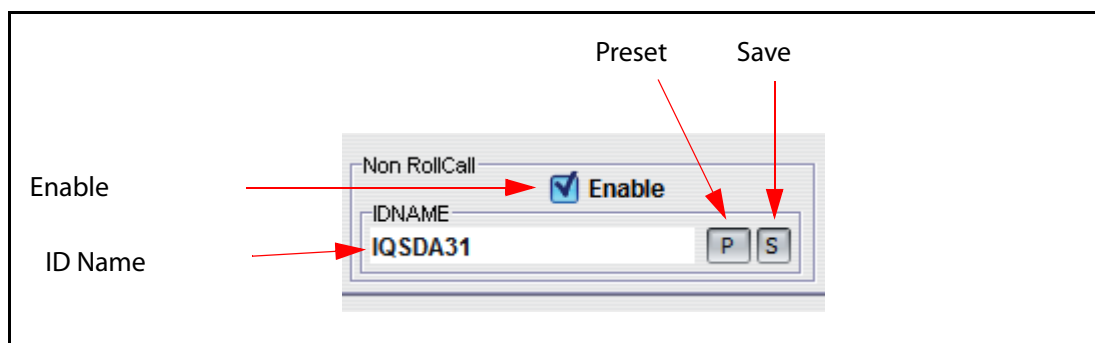 Preset Save
Non RollCall
Enable Enable
IDNAME
ID Name IQSDA31 P S